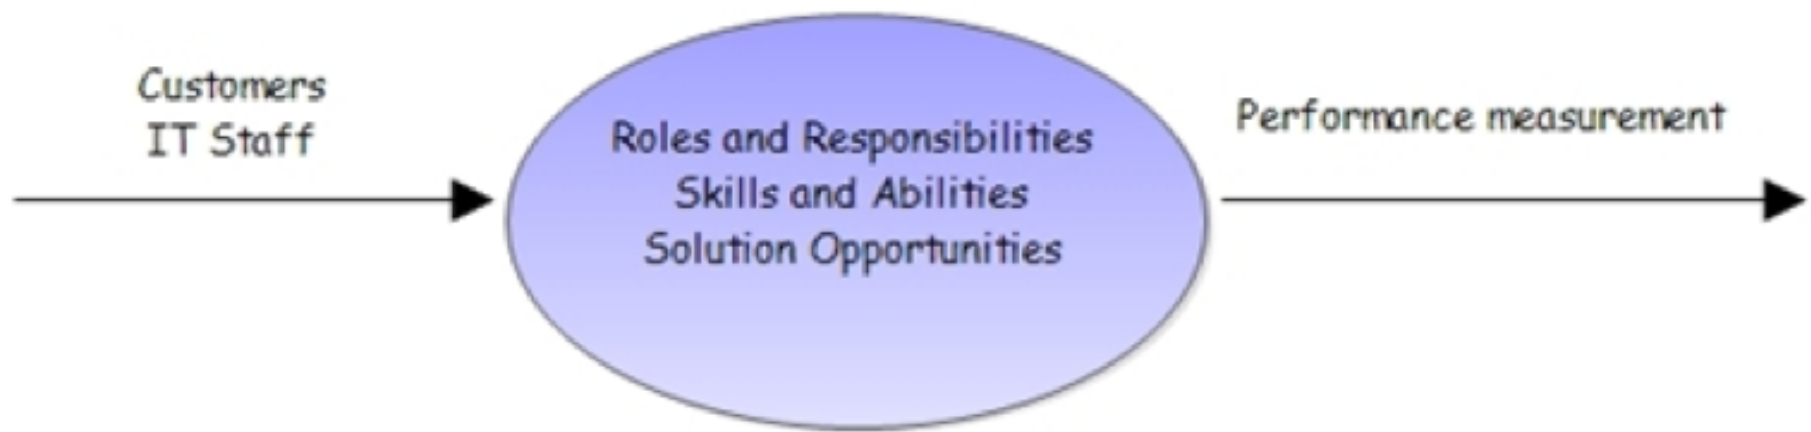 Customers
IT Staff
Roles and Responsibilities
Skills and Abilities
Solution Opportunities
Performance measurement